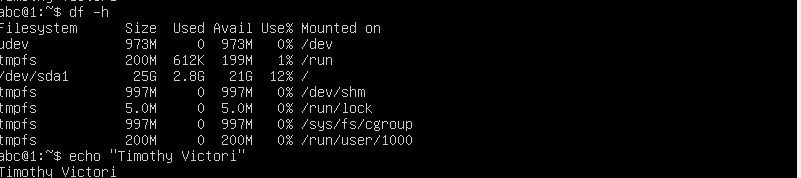 Timothy Victori
abc@1:~$ df -h
Filesystem      Size  Used Avail Use% Mounted on
udev            973M     0  973M   0% /dev
tmpfs           200M  612K  199M   1% /run
/dev/sda1        25G  2.8G   21G  12% /
tmpfs           997M     0  997M   0% /dev/shm
tmpfs           5.0M     0  5.0M   0% /run/lock
tmpfs           997M     0  997M   0% /sys/fs/cgroup
tmpfs           200M     0  200M   0% /run/user/1000
abc@1:~$ echo "Timothy Victori"
Timothy Victori